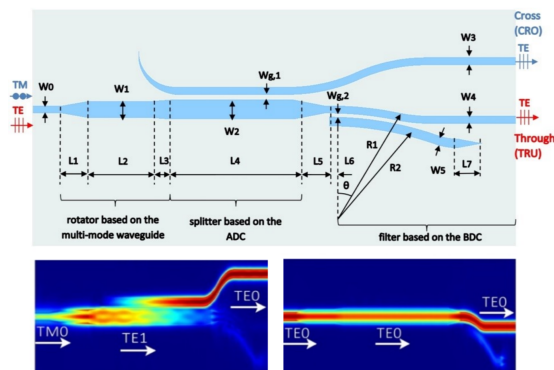 Cross
(CRO)
W3
TE
TM
W0
W1
Wg,1
TE
W2
Wg,2
W4
TE
Through
(TRU)
R1
R2
W5
L1
L2
L3
L4
L5
L6
L7
θ
rotator based on the
multi-mode waveguide
splitter based on the
ADC
filter based on the BDC
TE0
TM0
TE1
TE0
TE0
TE0